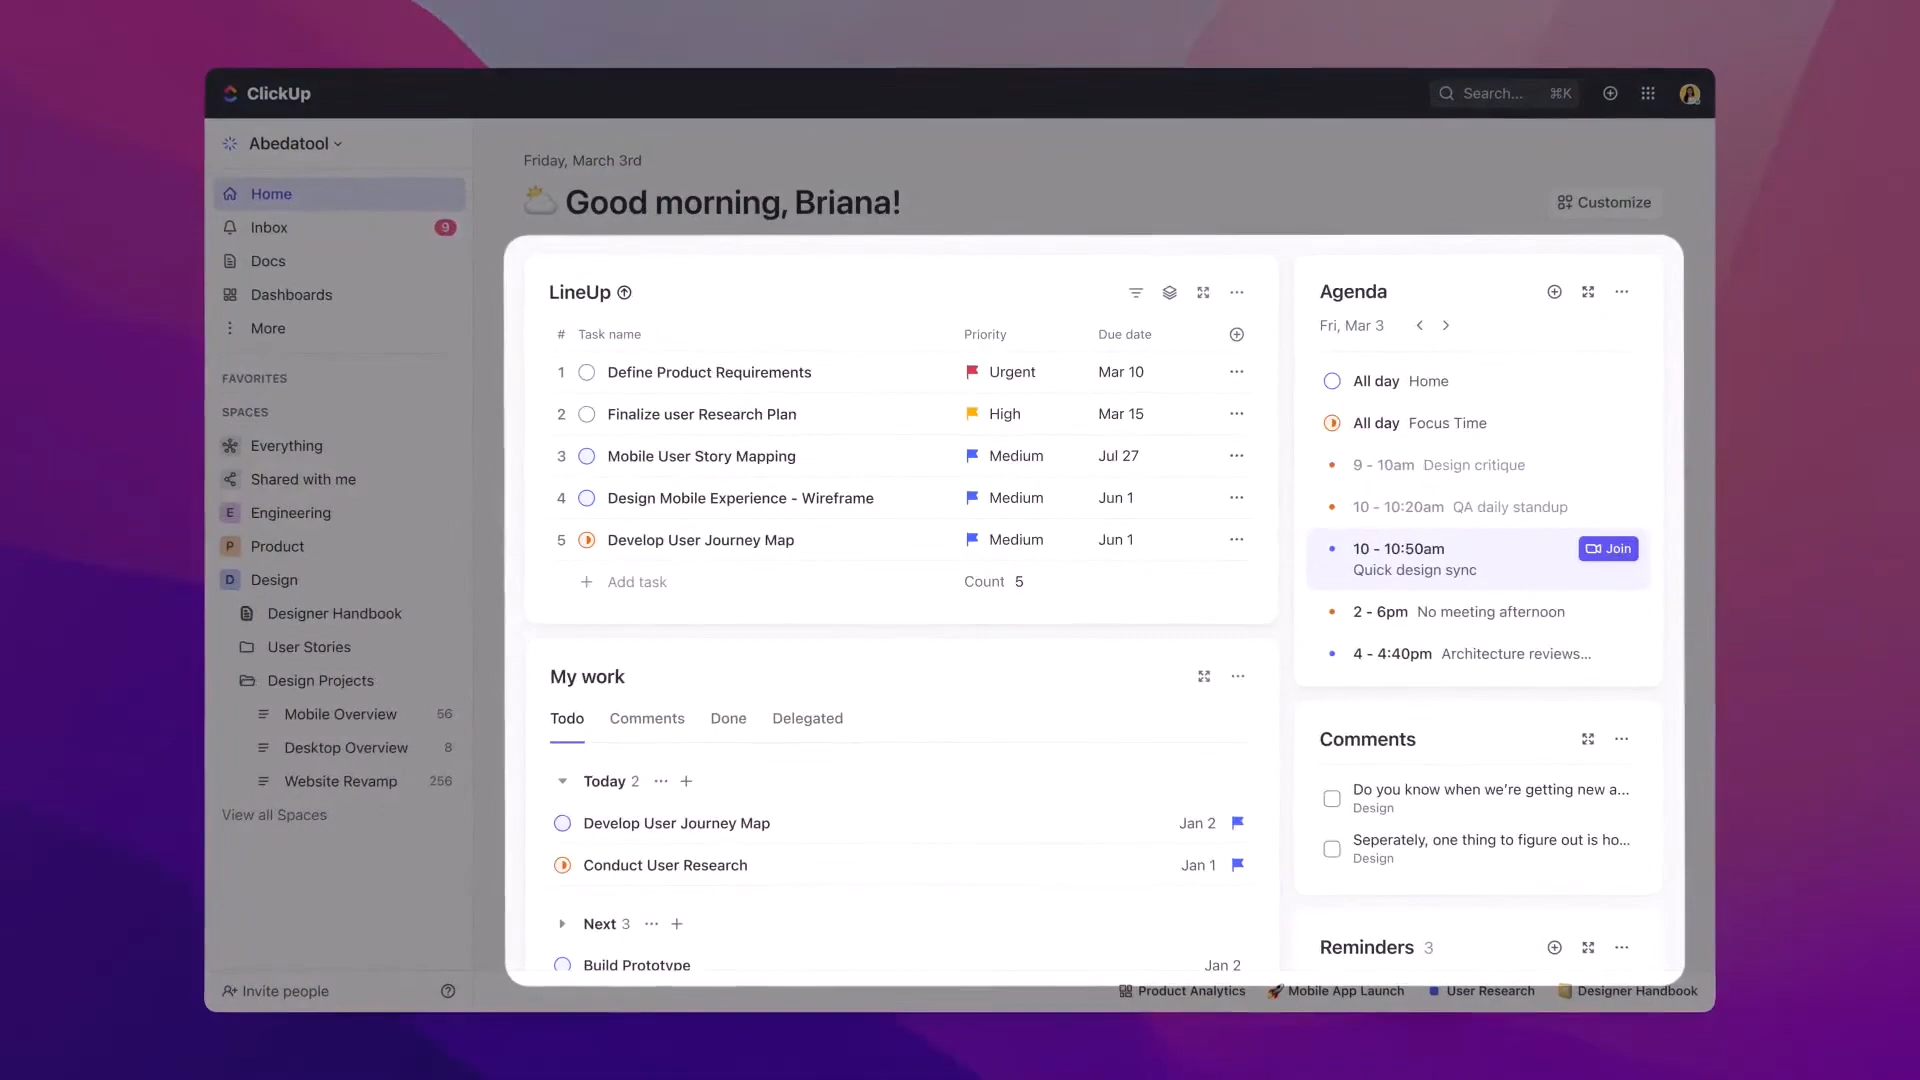 ClickUp
Search... ⌘K
Abedatool
Home
Inbox 9
Docs
Dashboards
More
FAVORITES
SPACES
Everything
Shared with me
E Engineering
P Product
D Design
Designer Handbook
User Stories
Design Projects
Mobile Overview 56
Desktop Overview 8
Website Revamp 256
View all Spaces
Invite people
Friday, March 3rd
Good morning, Briana!
Customize
LineUp
# Task name Priority Due date
1 Define Product Requirements Urgent Mar 10
2 Finalize user Research Plan High Mar 15
3 Mobile User Story Mapping Medium Jul 27
4 Design Mobile Experience - Wireframe Medium Jun 1
5 Develop User Journey Map Medium Jun 1
+ Add task Count 5
My work
Todo Comments Done Delegated
Today 2 ... +
Develop User Journey Map Jan 2
Conduct User Research Jan 1
Next 3 ... +
Build Prototype Jan 2
Agenda
Fri, Mar 3
All day Home
All day Focus Time
9 - 10am Design critique
10 - 10:20am QA daily standup
10 - 10:50am Join
Quick design sync
2 - 6pm No meeting afternoon
4 - 4:40pm Architecture reviews...
Comments
Do you know when we're getting new a...
Design
Seperately, one thing to figure out is ho...
Design
Reminders 3
Product Analytics Mobile App Launch User Research Designer Handbook